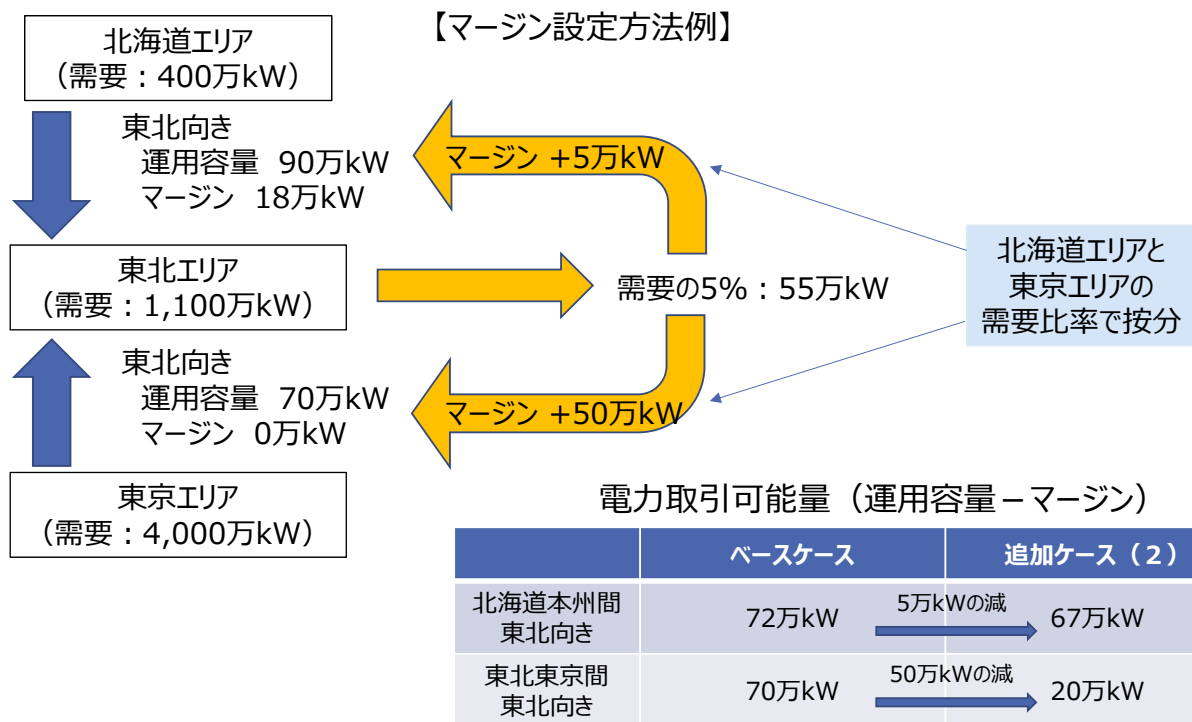 【マージン設定方法例】
北海道エリア
（需要：400万kW）
東北向き
運用容量 90万kW
マージン 18万kW
マージン +5万kW
東北エリア
（需要：1,100万kW）
需要の5%：55万kW
北海道エリアと
東京エリアの
需要比率で按分
東北向き
運用容量 70万kW
マージン 0万kW
マージン +50万kW
東京エリア
（需要：4,000万kW）
電力取引可能量（運用容量－マージン）
ベースケース 追加ケース（２）
北海道本州間
東北向き
72万kW 5万kWの減 67万kW
東北東京間
東北向き
70万kW 50万kWの減 20万kW